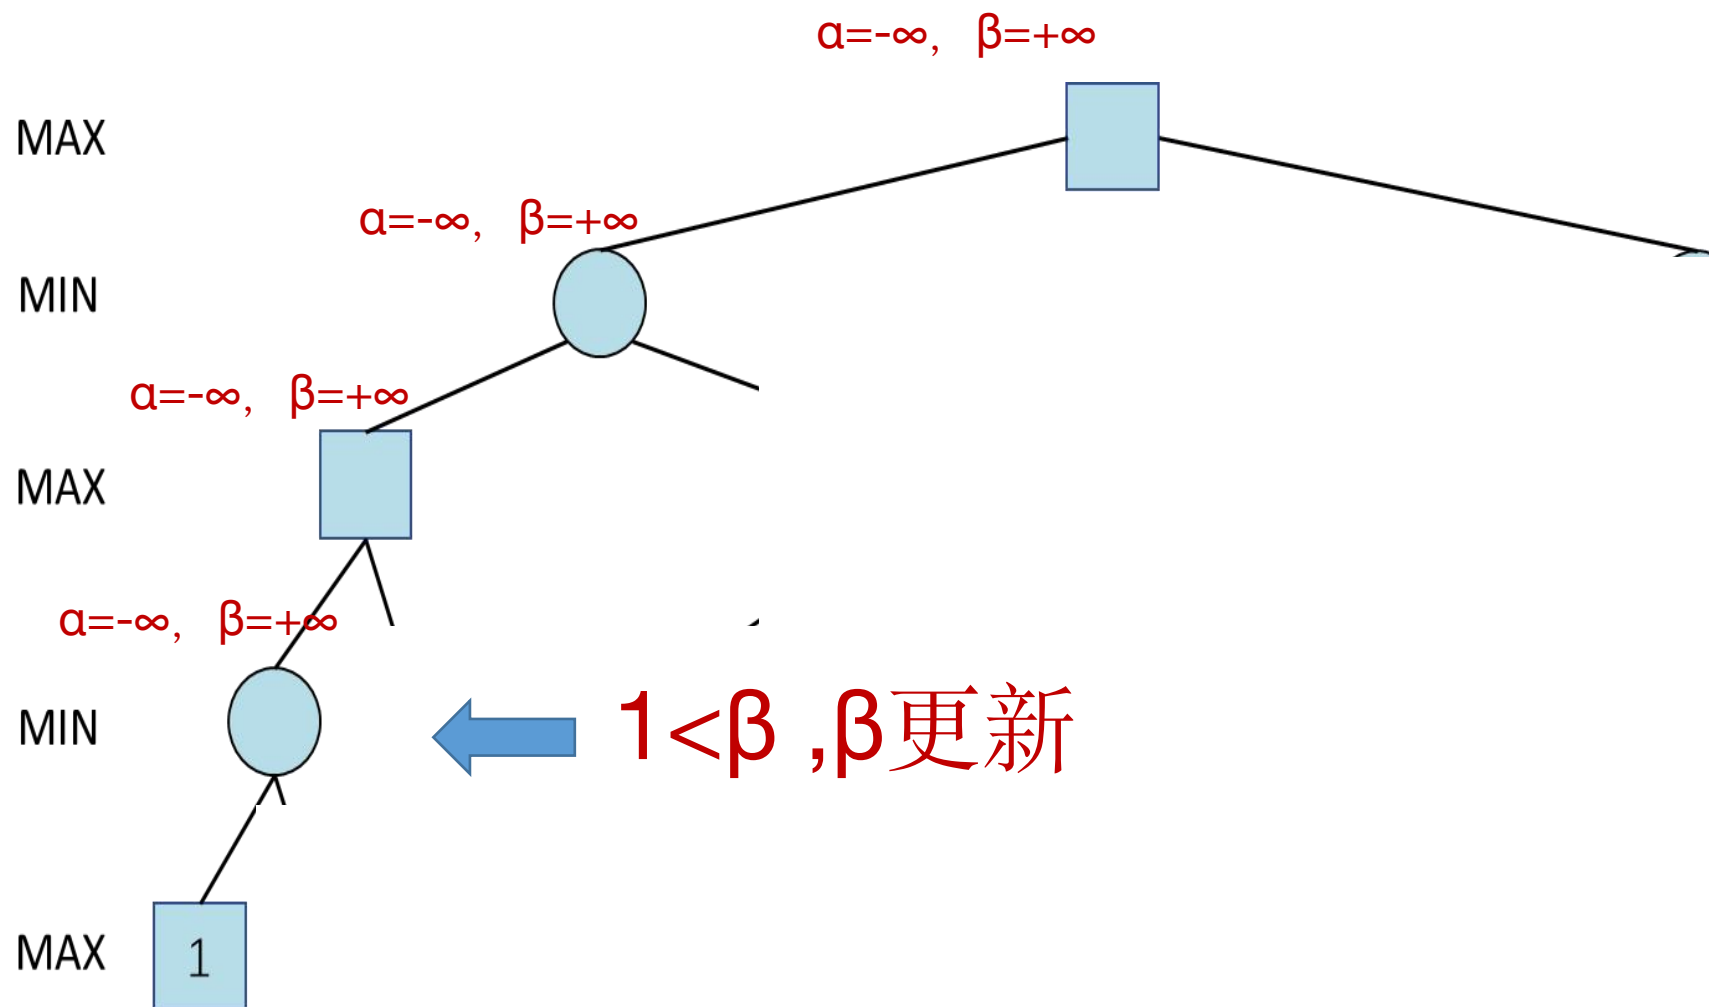 α=-∞, β=+∞
MAX
α=-∞, β=+∞
MIN
α=-∞, β=+∞
MAX
α=-∞, β=+∞
MIN
1<β ,β更新
MAX
1